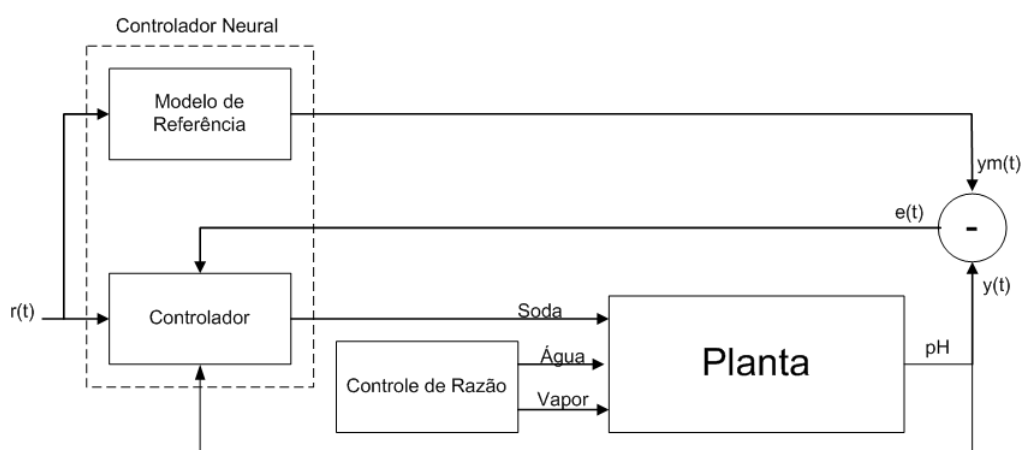 Controlador Neural
Modelo de
Referência
ym(t)
e(t)
-
y(t)
r(t)
Controlador
Soda
Água
Vapor
Controle de Razão
Planta
pH